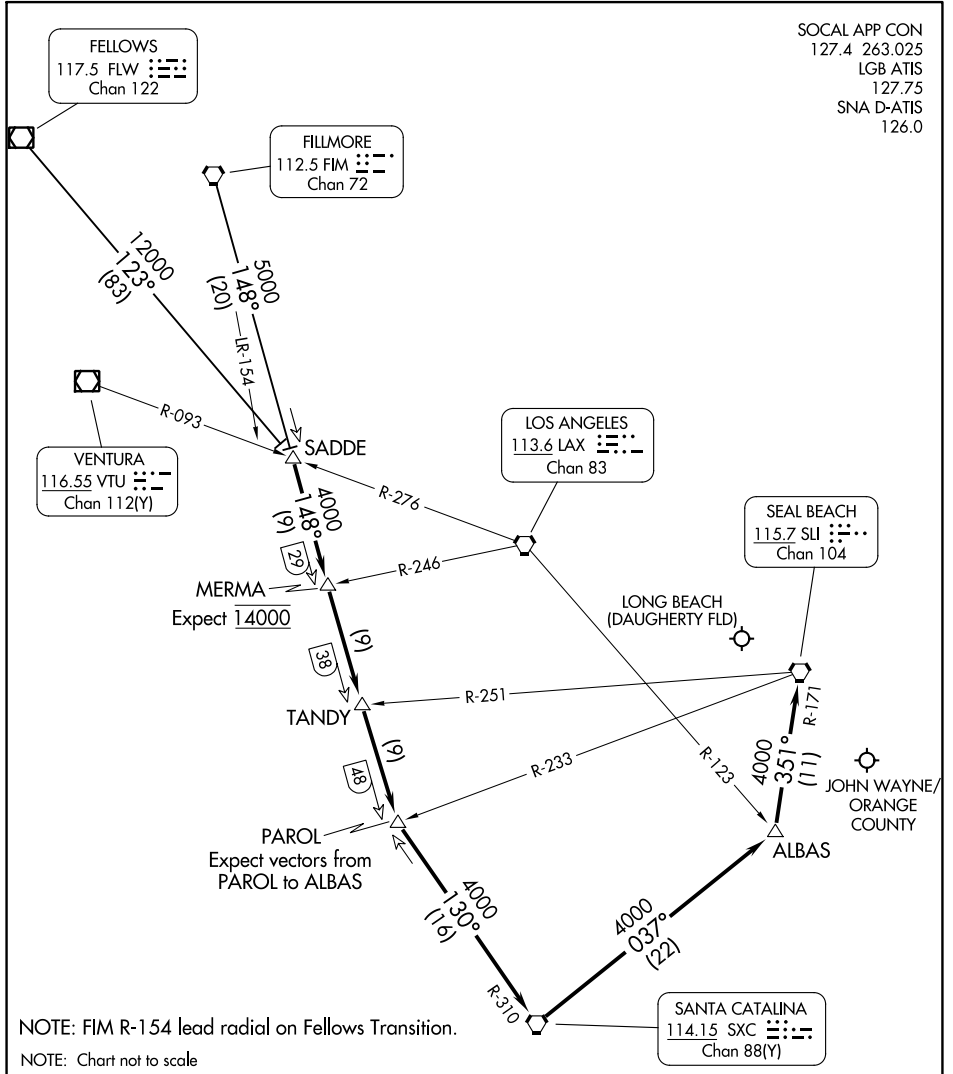 SOCAL APP CON
127.4 263.025
LGB ATIS
127.75
SNA D-ATIS
126.0
FELLOWS
117.5 FLW
Chan 122
FILLMORE
112.5 FIM
Chan 72
12000
123°
(83)
5000
148°
(20)
LR-154
R-093
VENTURA
116.55 VTU
Chan 112(Y)
SADDE
LOS ANGELES
113.6 LAX
Chan 83
R-276
4000
148°
(9)
29
R-246
MERMA
Expect 14000
SEAL BEACH
115.7 SLI
Chan 104
LONG BEACH
(DAUGHERTY FLD)
(9)
38
R-251
TANDY
R-171
(9)
48
R-233
R-123
4000
351°
(11)
JOHN WAYNE/
ORANGE
COUNTY
PAROL
Expect vectors from
PAROL to ALBAS
ALBAS
4000
130°
(16)
4000
037°
(22)
R-310
SANTA CATALINA
114.15 SXC
Chan 88(Y)
NOTE: FIM R-154 lead radial on Fellows Transition.
NOTE: Chart not to scale